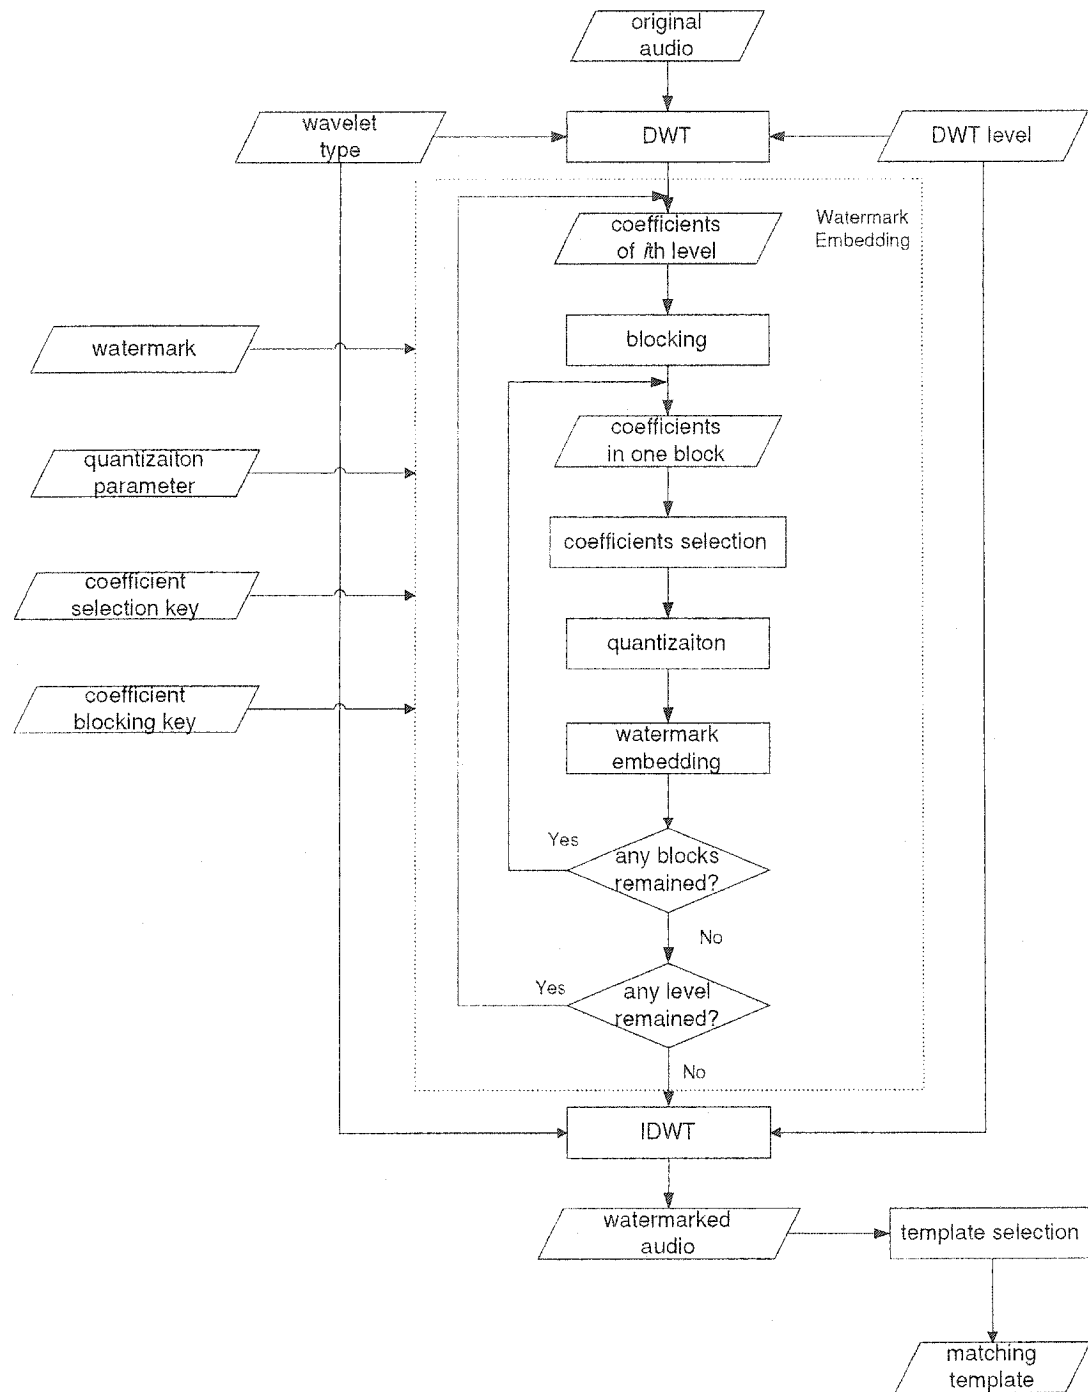 original
audio
wavelet
type
DWT
DWT level
Watermark
Embedding
coefficients
of ith level
watermark
blocking
quantizaiton
parameter
coefficients
in one block
coefficients selection
coefficient
selection key
quantizaiton
coefficient
blocking key
watermark
embedding
Yes
any blocks
remained?
No
Yes
any level
remained?
No
IDWT
watermarked
audio
template selection
matching
template